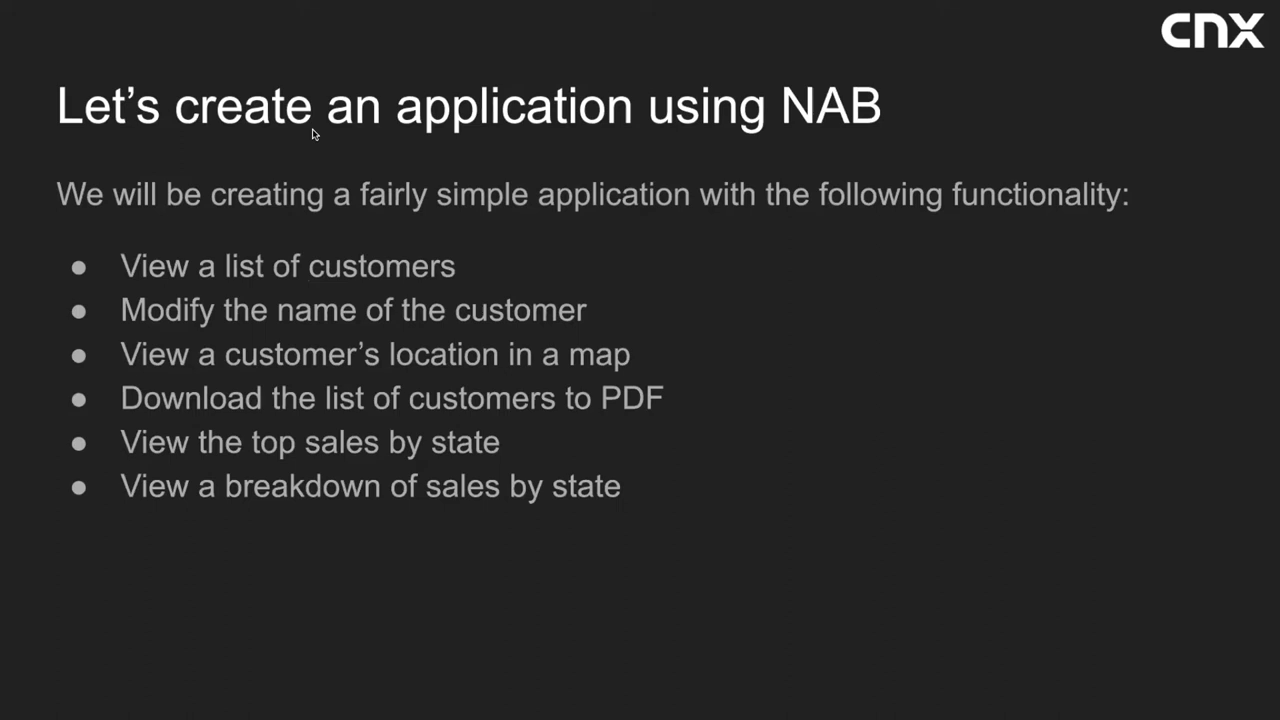 cnx
Let’s create an application using NAB
We will be creating a fairly simple application with the following functionality:
● View a list of customers
● Modify the name of the customer
● View a customer’s location in a map
● Download the list of customers to PDF
● View the top sales by state
● View a breakdown of sales by state